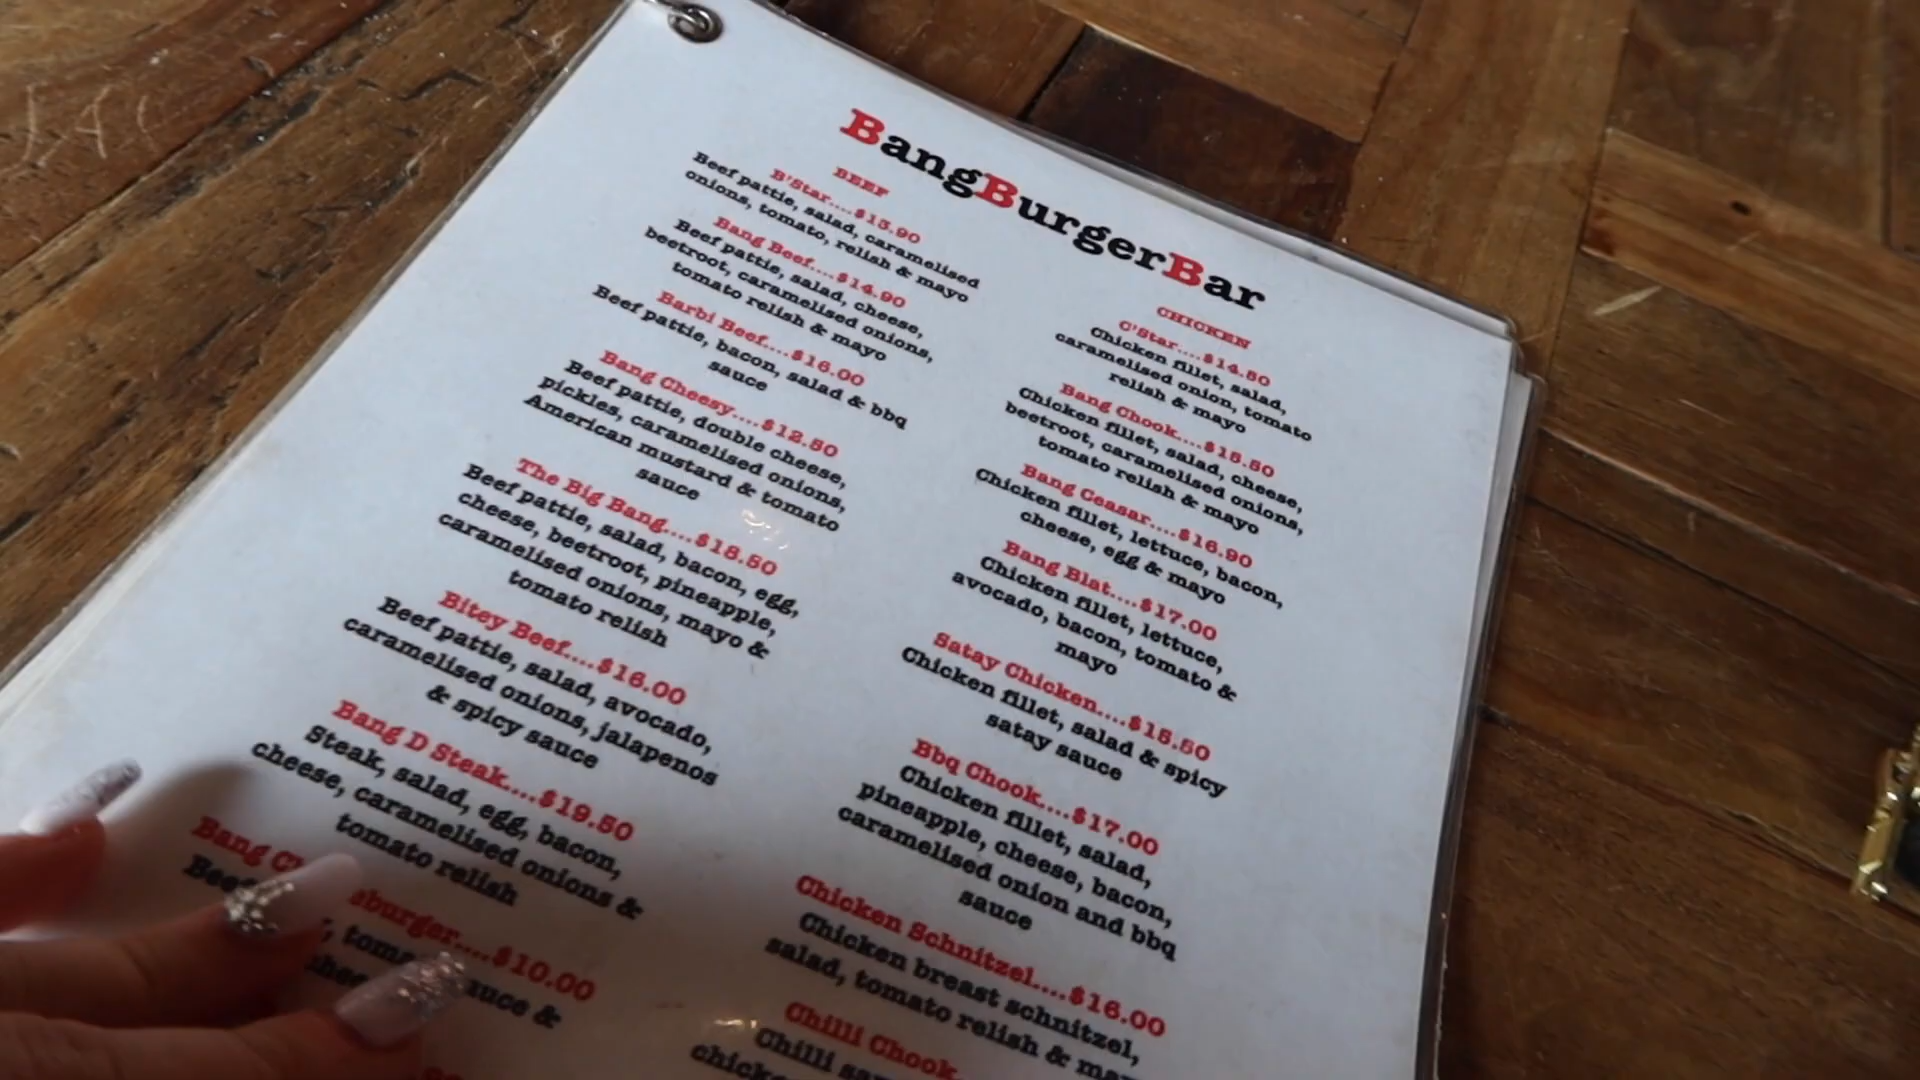 BangBurgerBar
BEEF
B'Star....$13.90
Beef pattie, salad, caramelised
onions, tomato, relish & mayo
Bang Beef....$14.90
Beef pattie, salad, cheese,
beetroot, caramelised onions,
tomato relish & mayo
Barbi Beef....$16.00
Beef pattie, bacon, salad & bbq
sauce
Bang Cheesy....$12.50
Beef pattie, double cheese,
pickles, caramelised onions,
American mustard & tomato
sauce
The Big Bang....$18.50
Beef pattie, salad, bacon, egg,
cheese, beetroot, pineapple,
caramelised onions, mayo &
tomato relish
Bitey Beef....$16.00
Beef pattie, salad, avocado,
caramelised onions, jalapenos
& spicy sauce
Bang D Steak....$19.50
Steak, salad, egg, bacon,
cheese, caramelised onions &
tomato relish
Bang $10.00
&
CHICKEN
C'Star....$14.50
Chicken fillet, salad,
caramelised onion, tomato
relish & mayo
Bang Chook....$15.50
Chicken fillet, salad, cheese,
beetroot, caramelised onions,
tomato relish & mayo
Bang Ceasar....$16.90
Chicken fillet, lettuce, bacon,
cheese, egg & mayo
Bang Blat....$17.00
Chicken fillet, lettuce,
avocado, bacon, tomato &
mayo
Satay Chicken....$15.50
Chicken fillet, salad & spicy
satay sauce
Bbq Chook....$17.00
Chicken fillet, salad,
pineapple, cheese, bacon,
caramelised onion and bbq
sauce
Chicken Schnitzel....$16.00
Chicken breast schnitzel,
salad, tomato relish &
Chilli Chook
Chilli